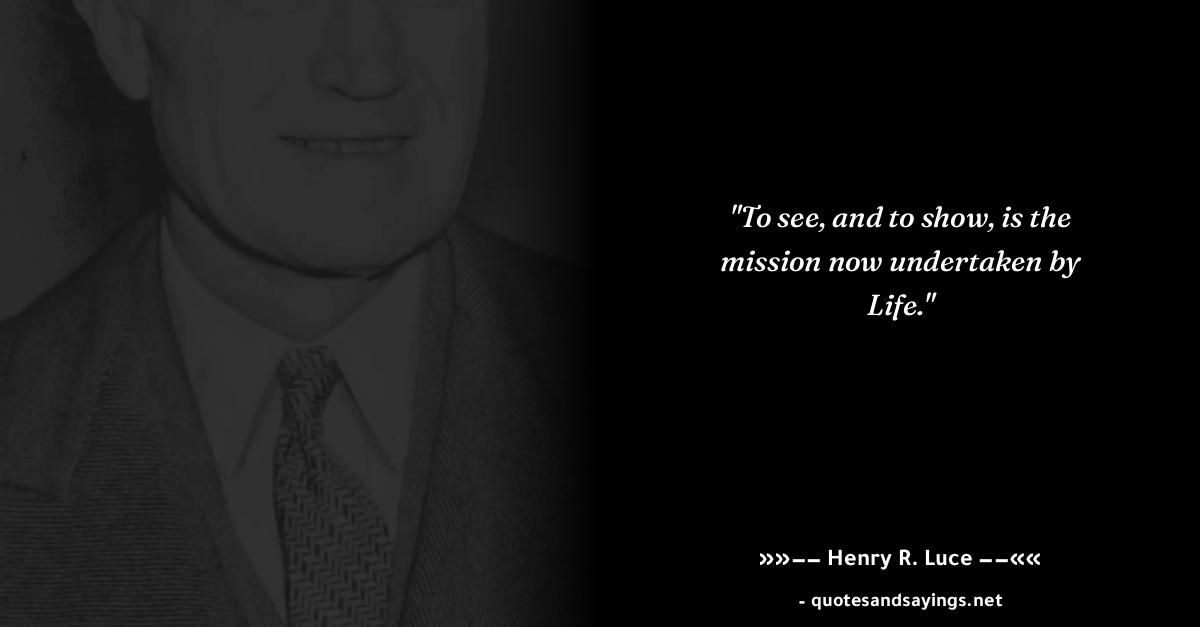 "To see, and to show, is the
mission now undertaken by
Life."
»»−− Henry R. Luce −−««
- quotesandsayings.net